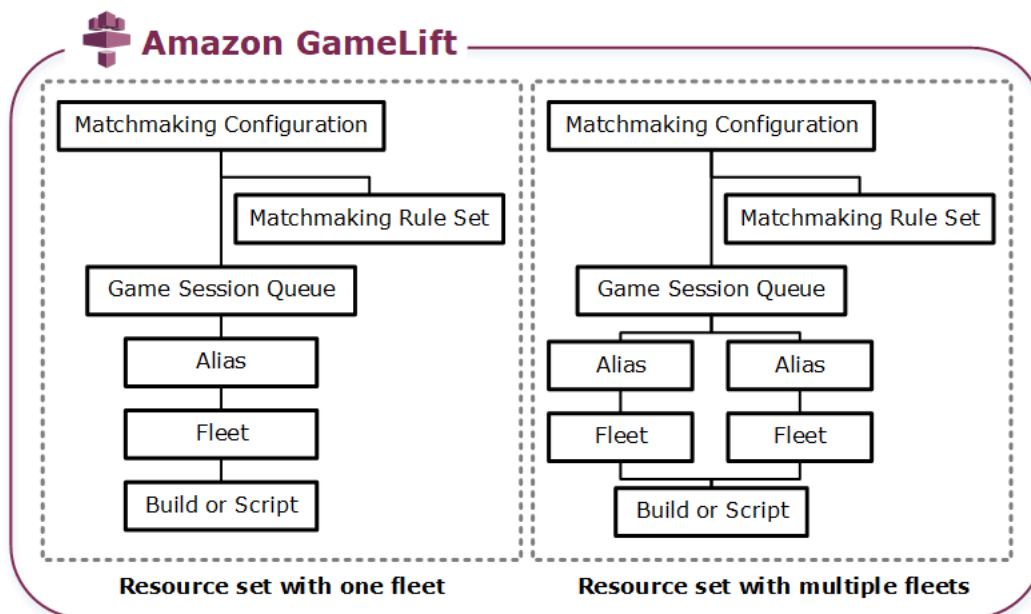 Amazon GameLift
Matchmaking Configuration
Matchmaking Rule Set
Game Session Queue
Alias
Fleet
Build or Script
Resource set with one fleet
Matchmaking Configuration
Matchmaking Rule Set
Game Session Queue
Alias Alias
Fleet Fleet
Build or Script
Resource set with multiple fleets